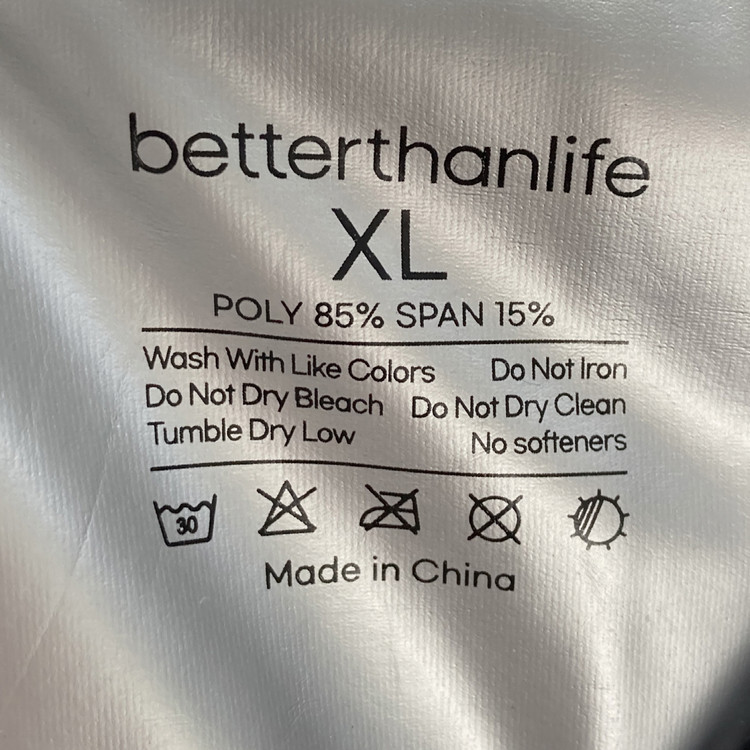 betterthanlife
XL
POLY 85% SPAN 15%
Wash With Like Colors Do Not Iron
Do Not Dry Bleach Do Not Dry Clean
Tumble Dry Low No softeners
30
Made in China